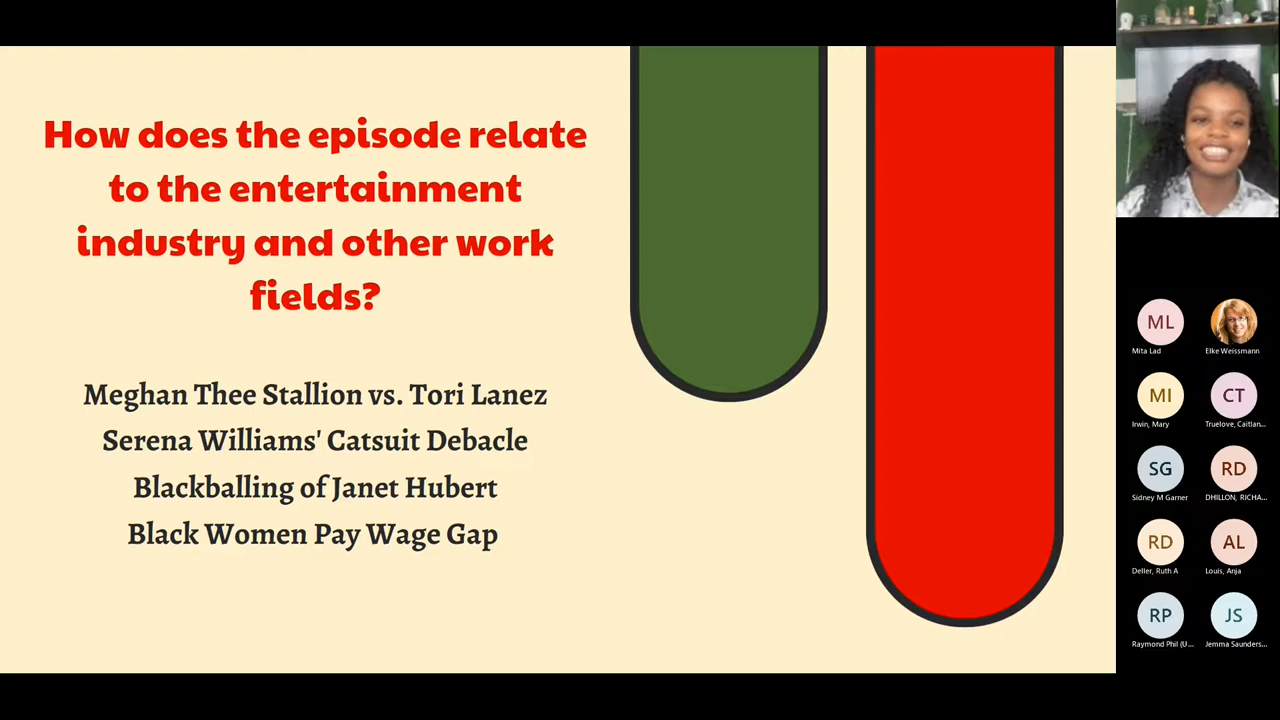 How does the episode relate
to the entertainment
industry and other work
fields?
Meghan Thee Stallion vs. Tori Lanez
Serena Williams' Catsuit Debacle
Blackballing of Janet Hubert
Black Women Pay Wage Gap
ML
Mita Lad
Elke Weissmann
MI
Irwin, Mary
CT
Truelove, Caitlan...
SG
Sidney M Garner
RD
DHILLON, RICHA...
RD
Deller, Ruth A
AL
Louis, Anja
RP
Raymond Phil (U...
JS
Jemma Saunders...